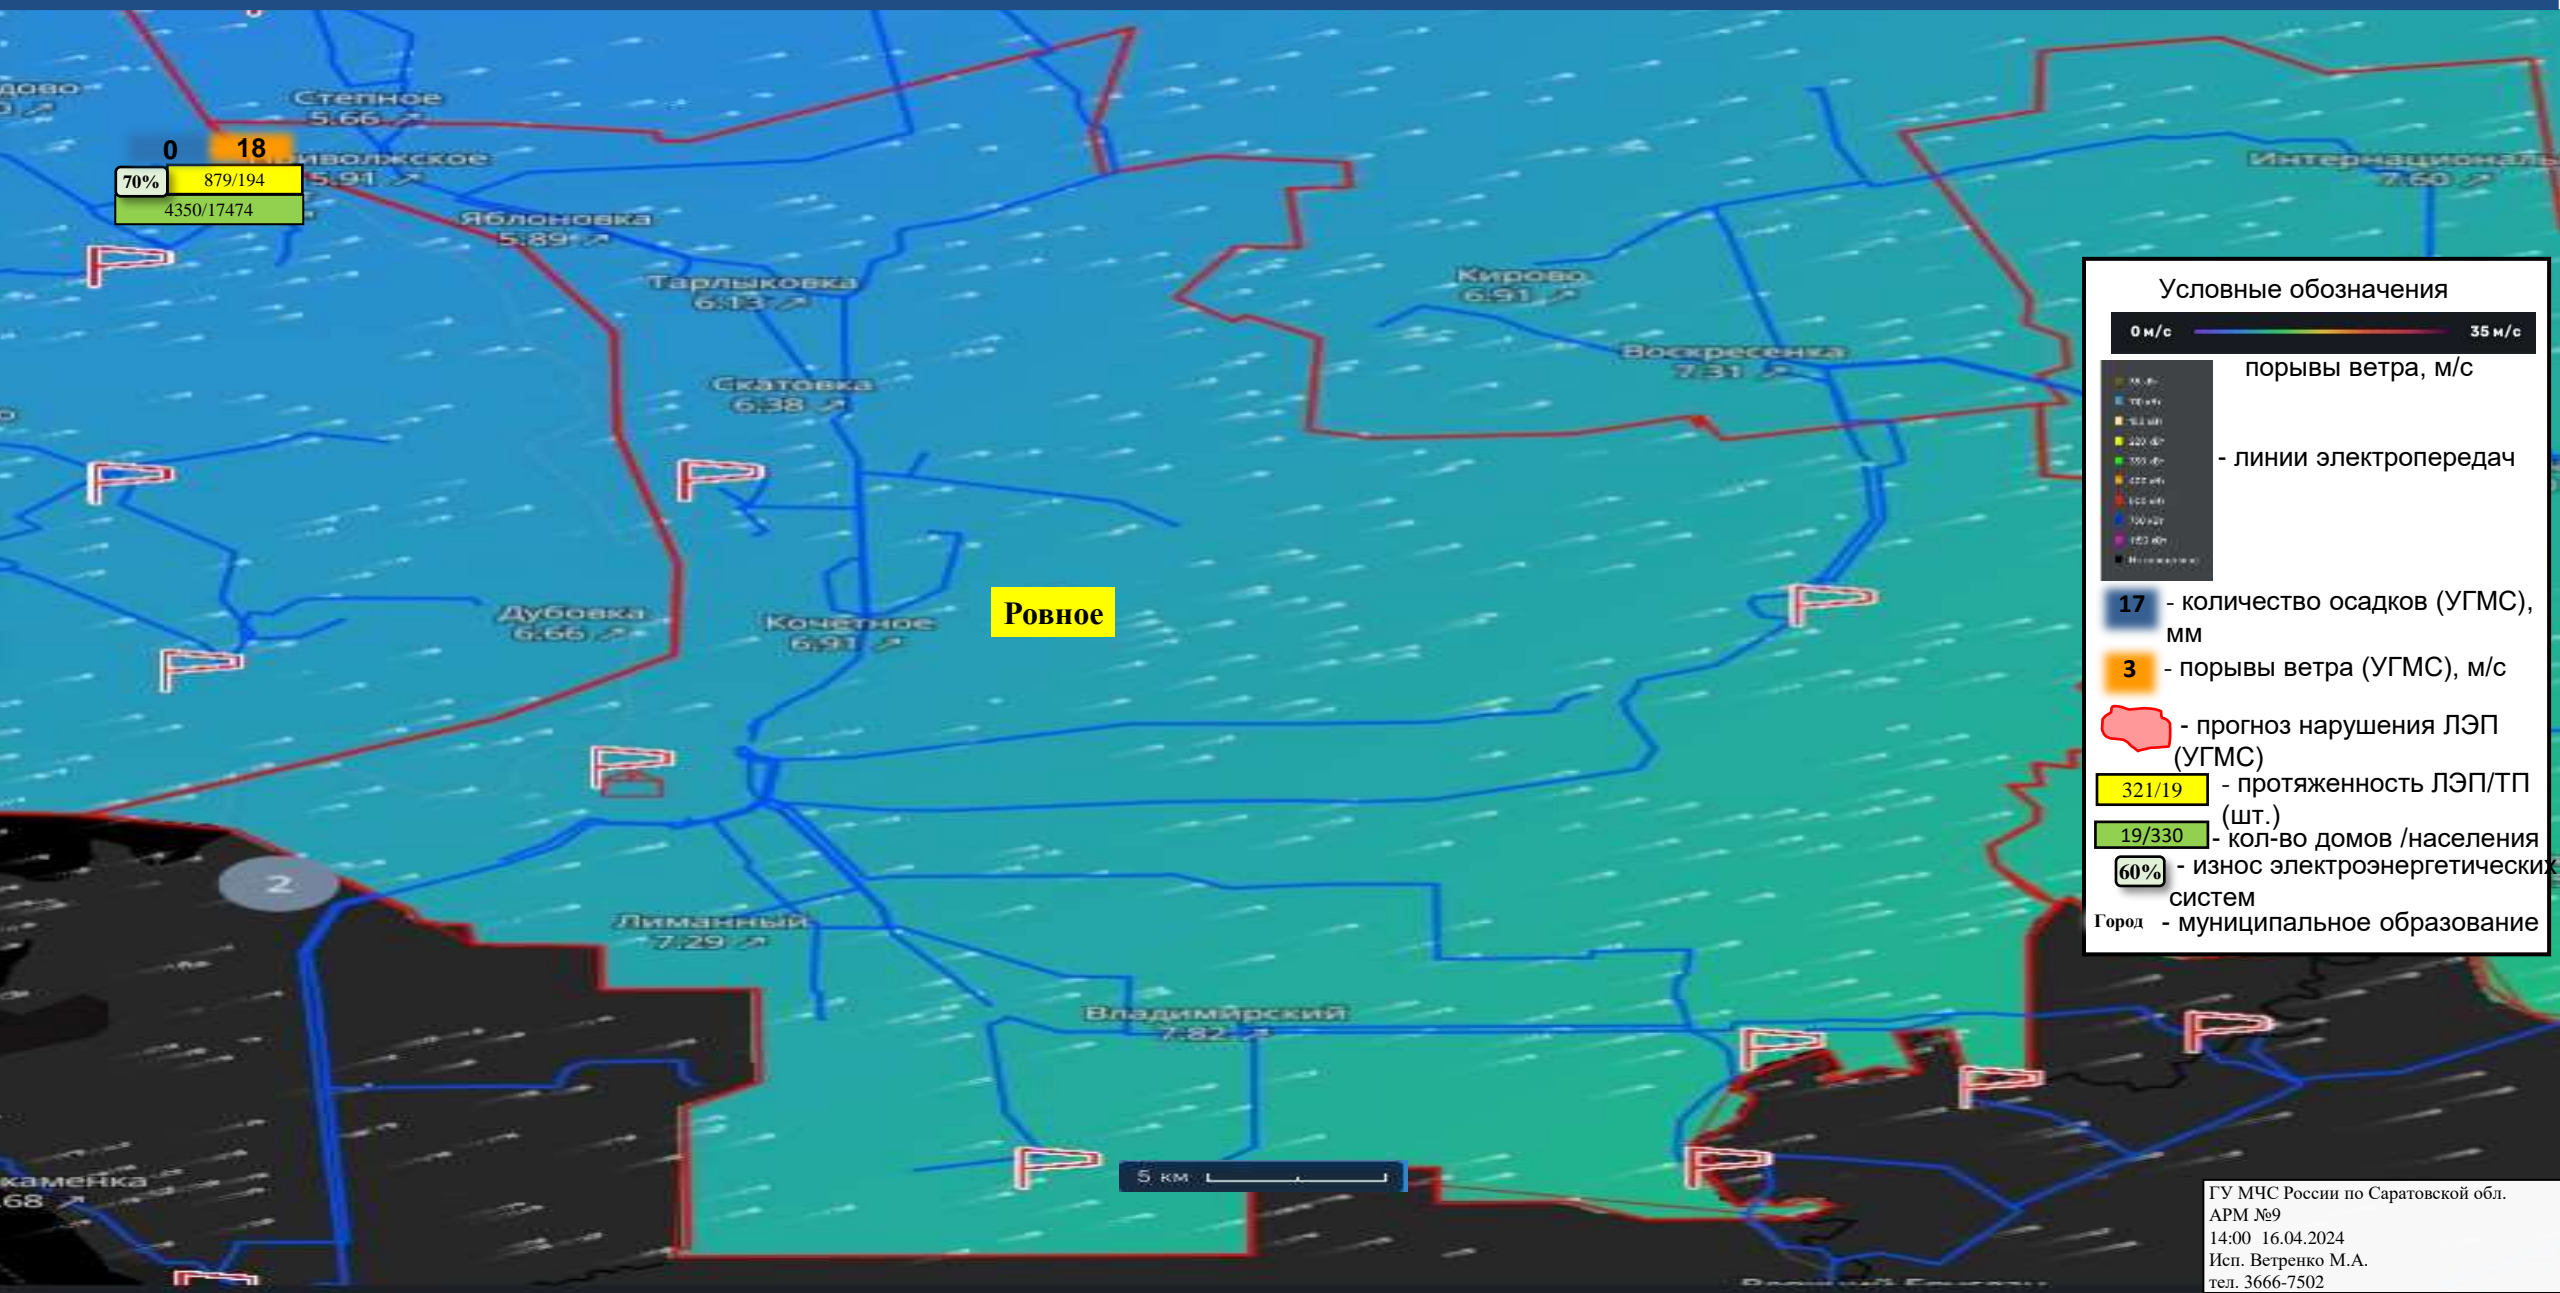 Степное
5.66
0 18
5.91
70% 879/194
4350/17474
Яблоновка
5.89
Тарлыковка
6.13
Скатовка
6.38
Дубовка
6.66
Кочетное
6.91
Ровное
Кирово
6.91
Воскресенка
7.31
7.60
Лиманный
7.29
Владимирский
7.82
2
5 км
Условные обозначения
0 м/с 35 м/с
порывы ветра, м/с
- линии электропередач
17 - количество осадков (УГМС),
мм
3 - порывы ветра (УГМС), м/с
- прогноз нарушения ЛЭП
(УГМС)
321/19 - протяженность ЛЭП/ТП
(шт.)
19/330 - кол-во домов /населения
60% - износ электроэнергетических
систем
Город - муниципальное образование
ГУ МЧС России по Саратовской обл.
АРМ №9
14:00 16.04.2024
Исп. Ветренко М.А.
тел. 3666-7502